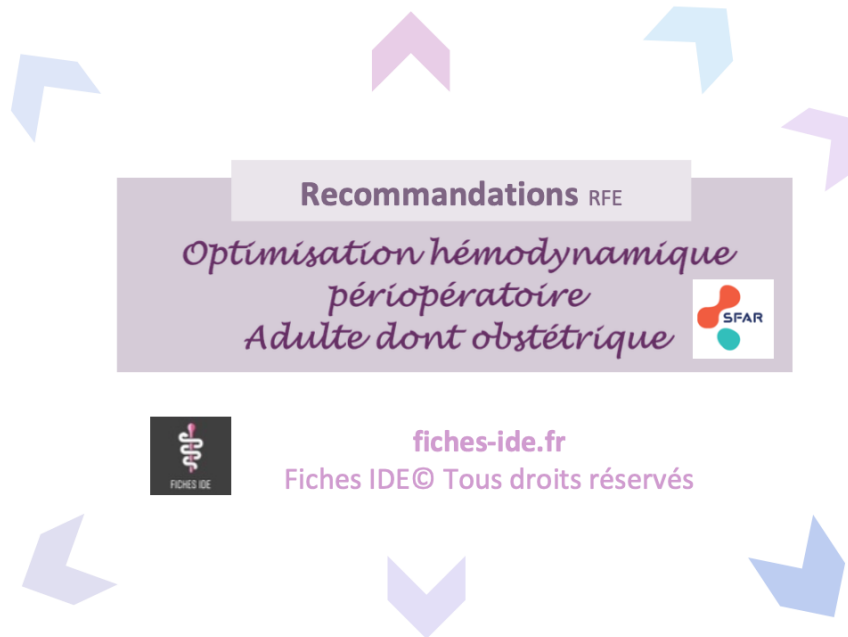 Recommandations RFE
Optimisation hémodynamique
périopératoire
Adulte dont obstétrique
SFAR
fiches-ide.fr
FICHES IDE
Fiches IDE© Tous droits réservés